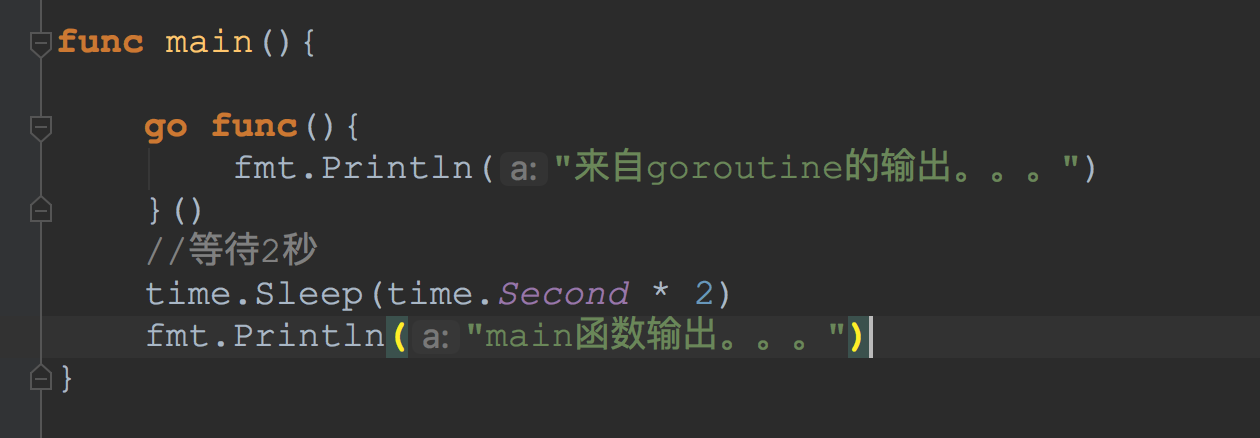 func main(){
go func(){
fmt.Println(a:"来自goroutine的输出。。。")
}()
//等待2秒
time.Sleep(time.Second * 2)
fmt.Println(a:"main函数输出。。。")
}